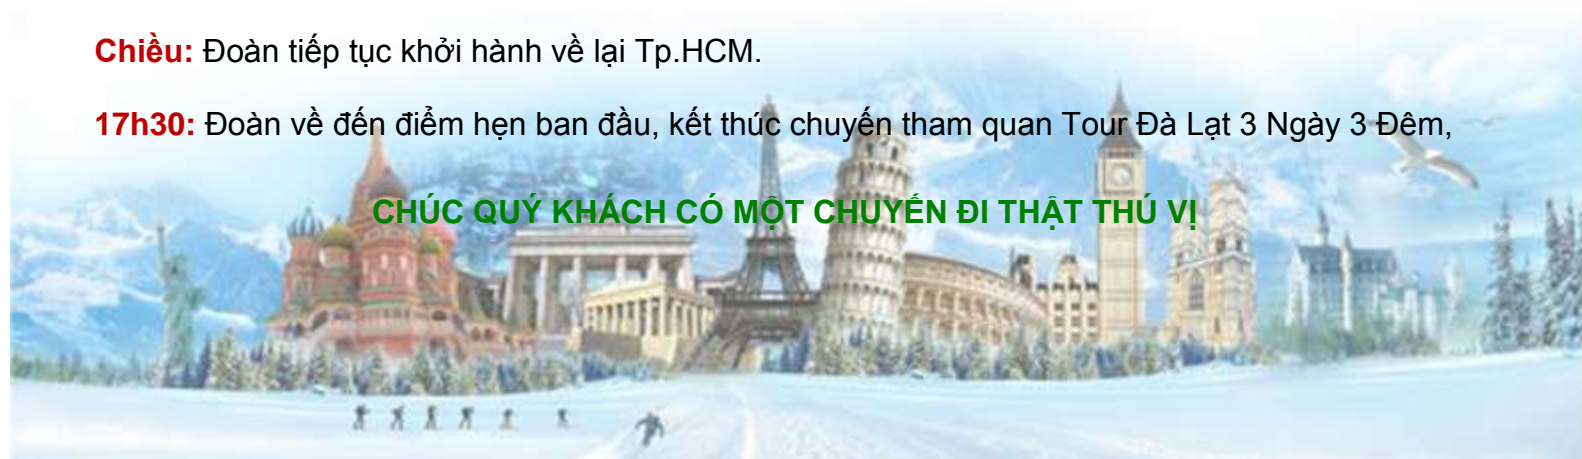 Chiều: Đoàn tiếp tục khởi hành về lại Tp.HCM.
17h30: Đoàn về đến điểm hẹn ban đầu, kết thúc chuyến tham quan Tour Đà Lạt 3 Ngày 3 Đêm,
CHÚC QUÝ KHÁCH CÓ MỘT CHUYẾN ĐI THẬT THÚ VỊ